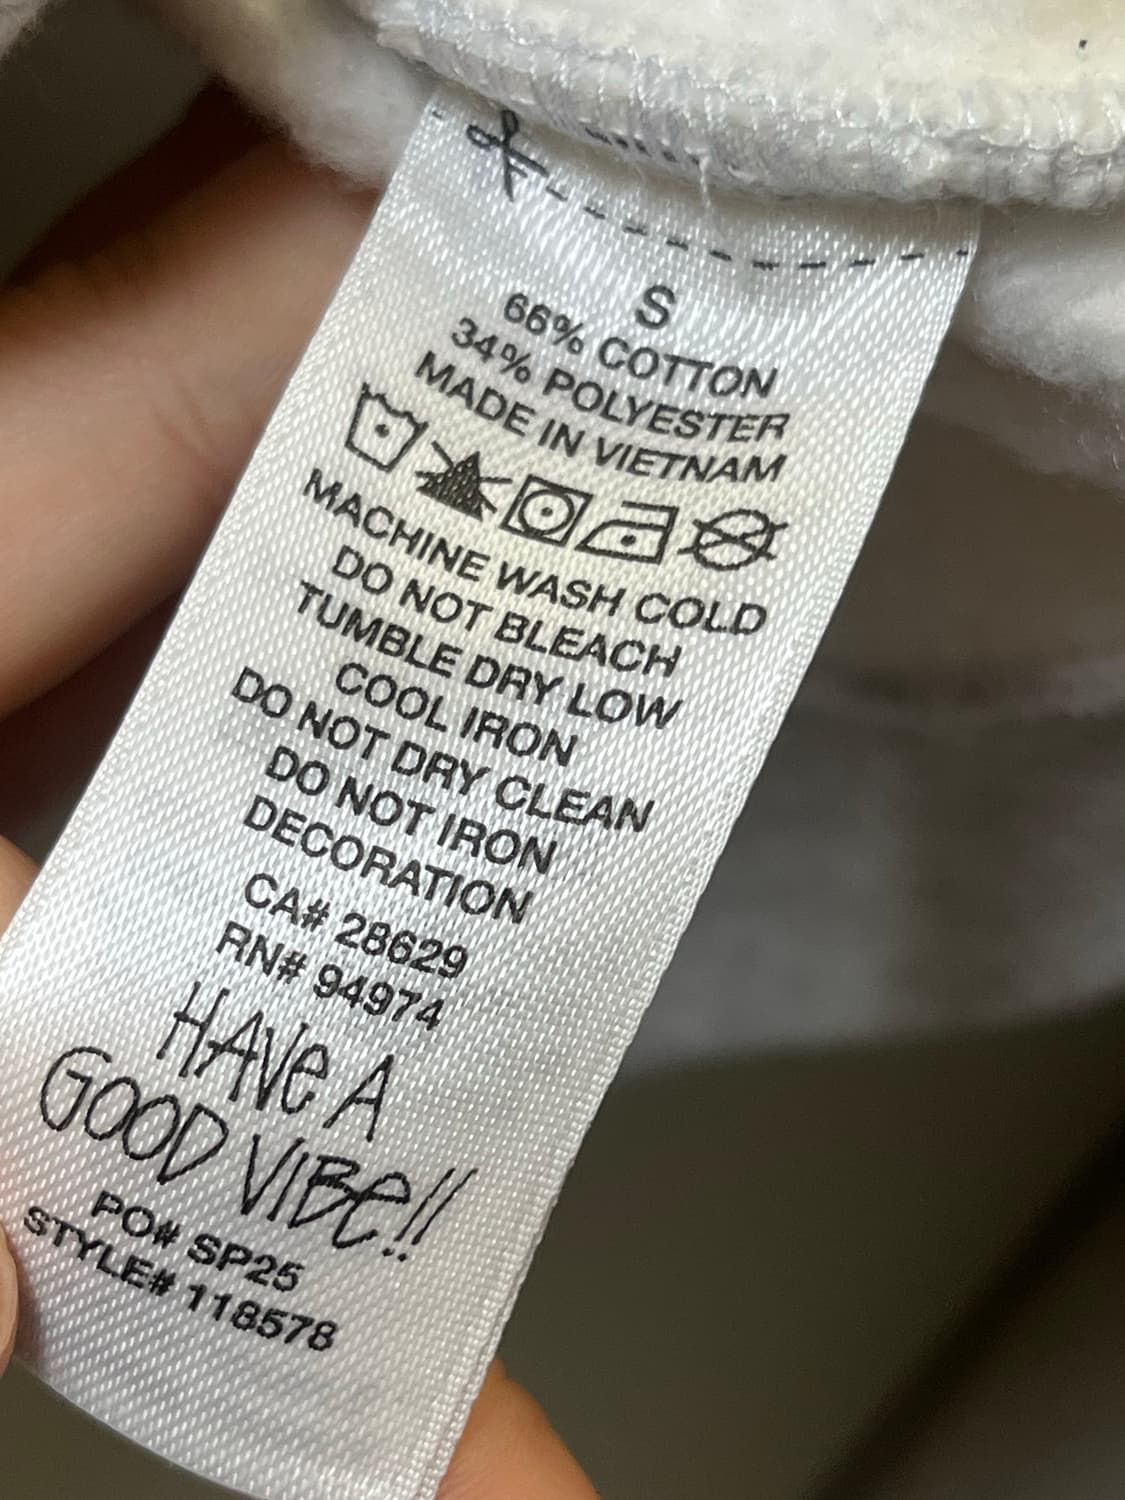 S
66% COTTON
34% POLYESTER
MADE IN VIETNAM
MACHINE WASH COLD
DO NOT BLEACH
TUMBLE DRY LOW
COOL IRON
DO NOT DRY CLEAN
DO NOT IRON
DECORATION
CA# 28629
RN# 94974
HAVe A
GOOD VIBe!!
PO# SP25
STYLE# 118578